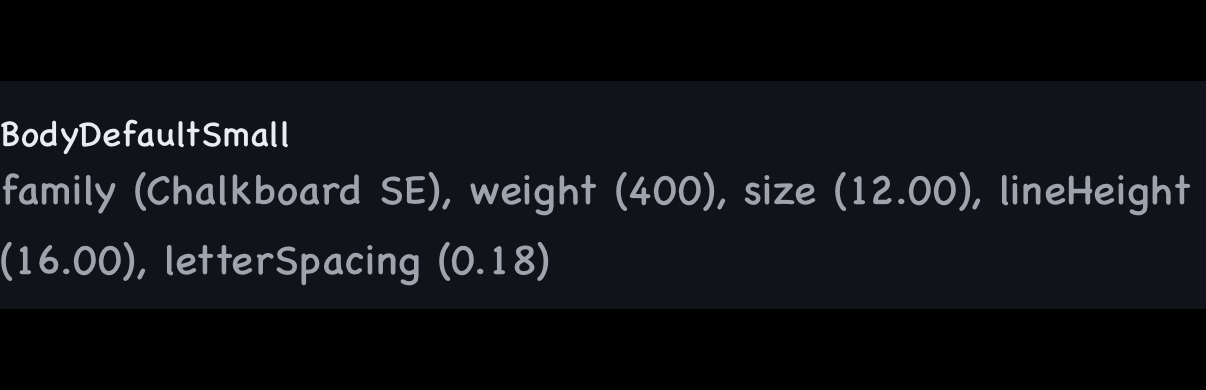 BodyDefaultSmall
family (Chalkboard SE), weight (400), size (12.00), lineHeight
(16.00), letterSpacing (0.18)